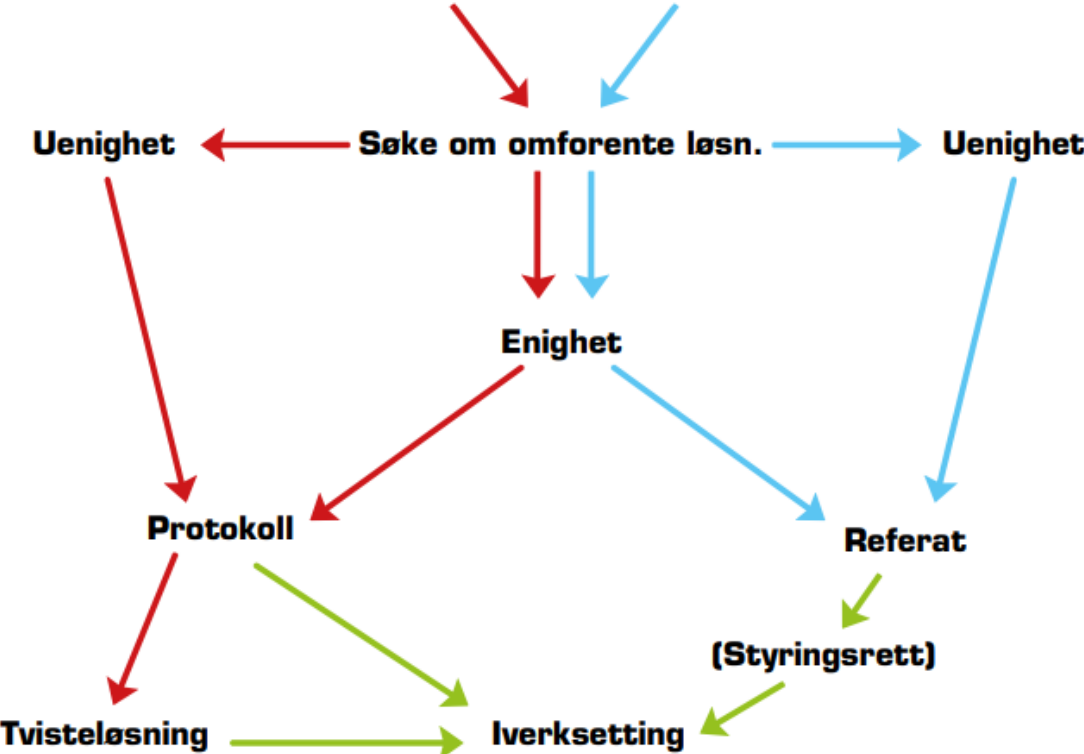 Uenighet
Søke om omforente løsn.
Uenighet
Enighet
Protokoll
Referat
(Styringsrett)
Tvisteløsning
Iverksetting